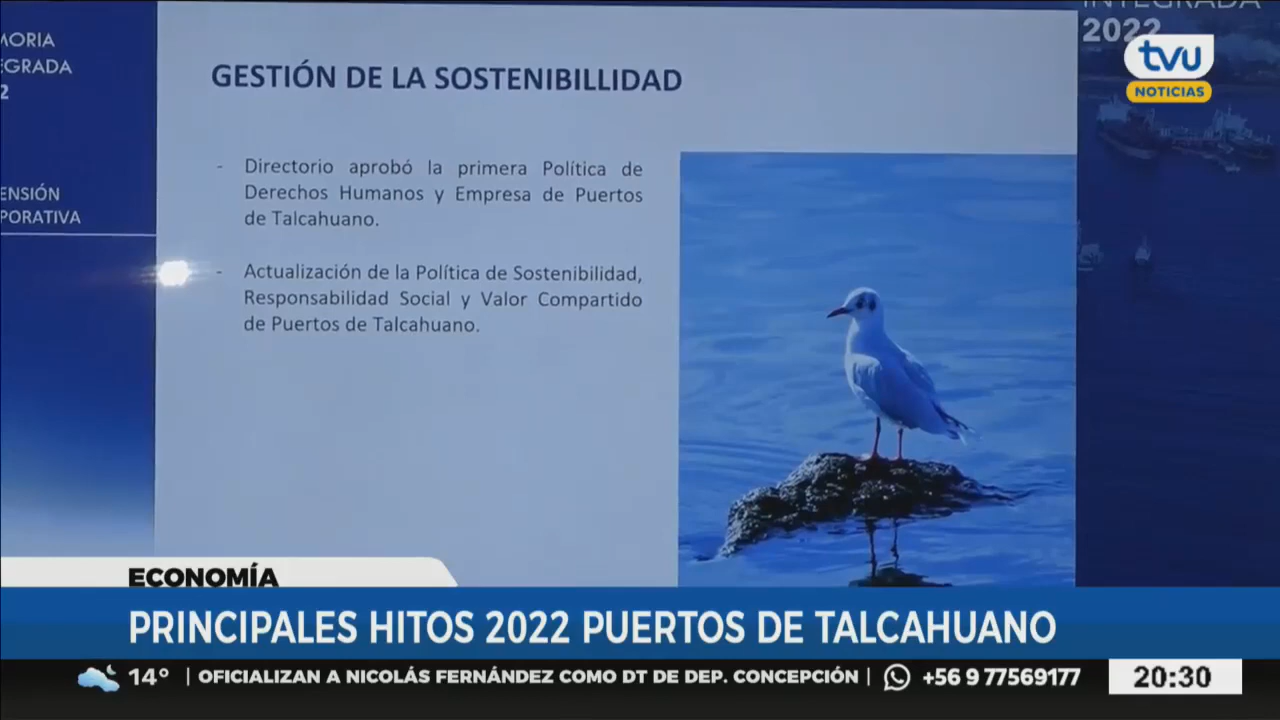 INTEGRADA
2022
MORIA
EGRADA
2
tvu
NOTICIAS
GESTIÓN DE LA SOSTENIBILLIDAD
- Directorio aprobó la primera Política de
Derechos Humanos y Empresa de Puertos
de Talcahuano.
ENSIÓN
PORATIVA
- Actualización de la Política de Sostenibilidad,
Responsabilidad Social y Valor Compartido
de Puertos de Talcahuano.
ECONOMÍA
PRINCIPALES HITOS 2022 PUERTOS DE TALCAHUANO
14° | OFICIALIZAN A NICOLÁS FERNÁNDEZ COMO DT DE DEP. CONCEPCIÓN | +56 9 77569177
20:30